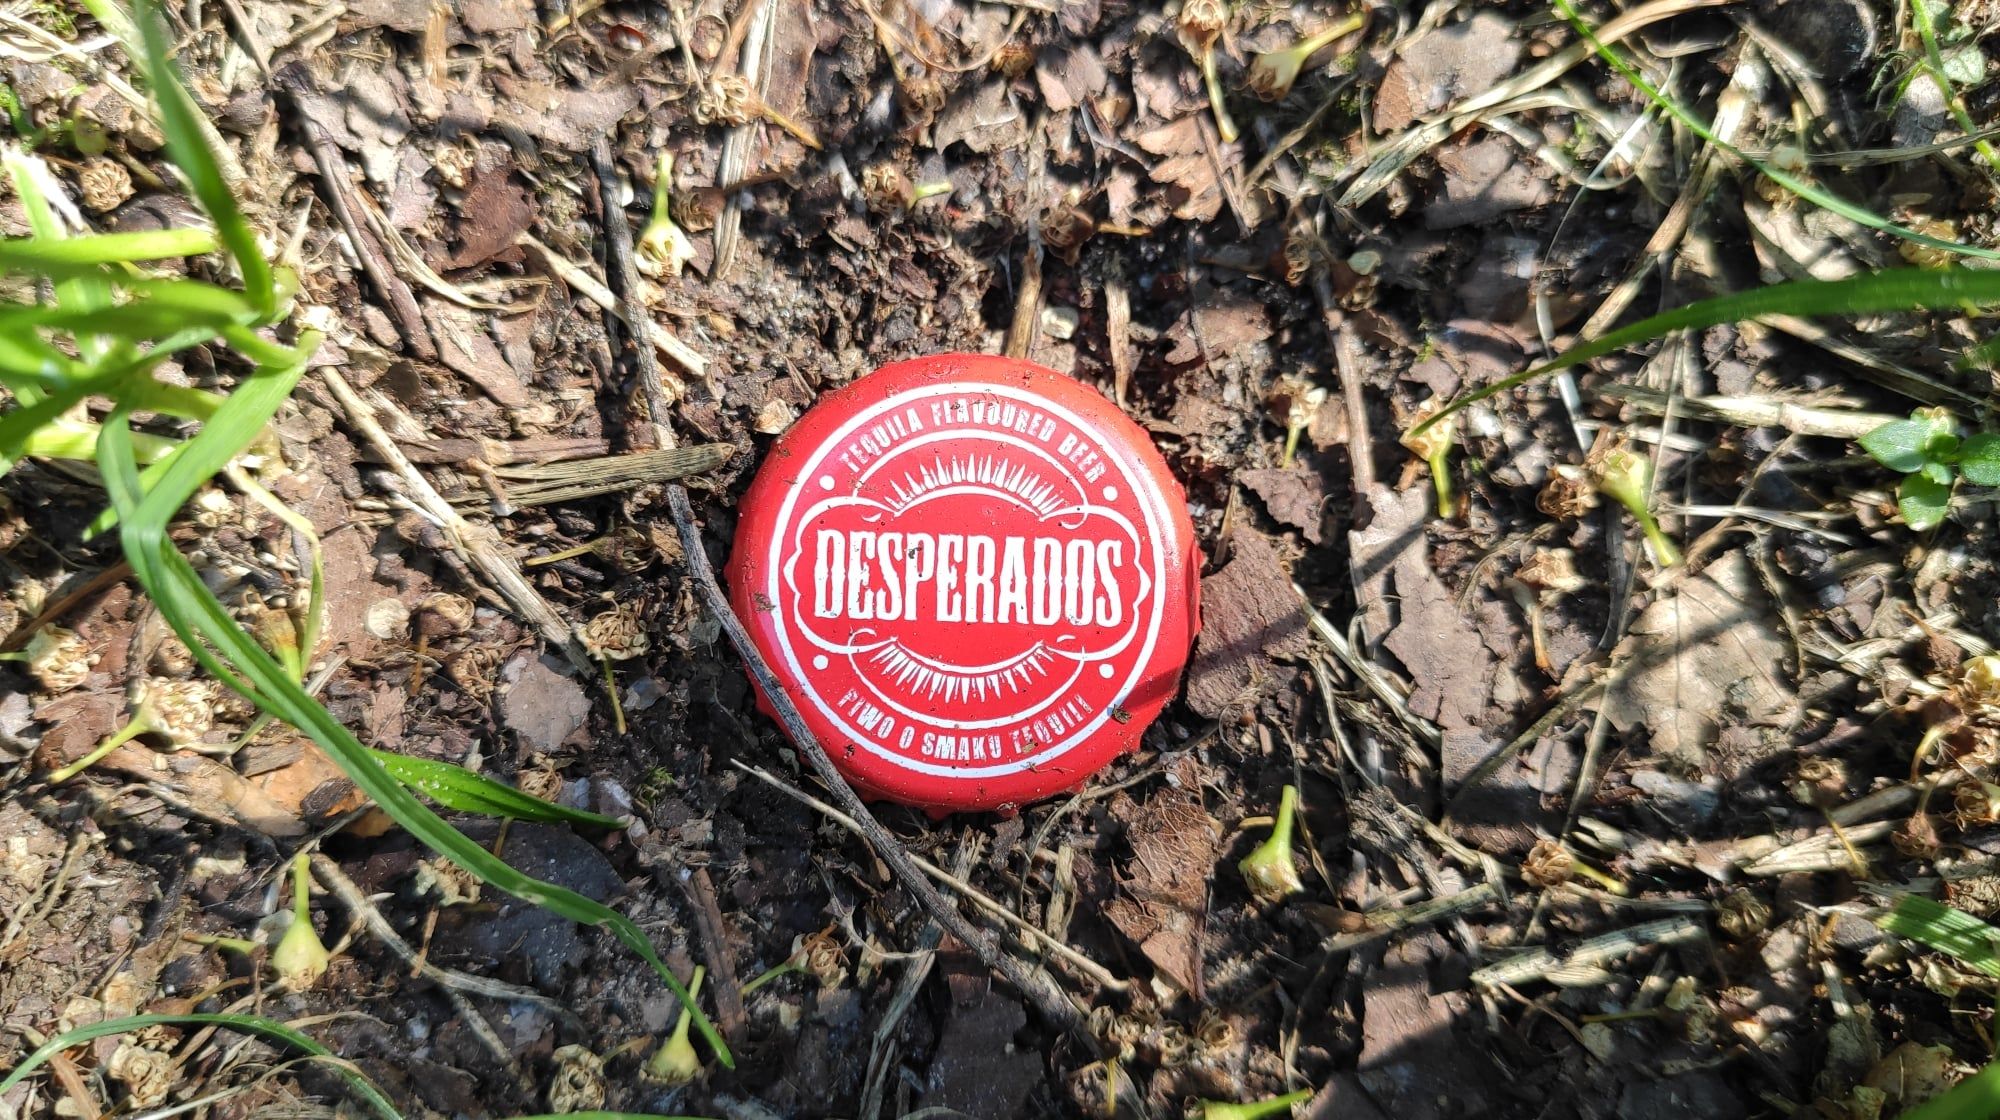 TEQUILA FLAVOURED BEER
DESPERADOS
PIWO O SMAKU TEQUILI